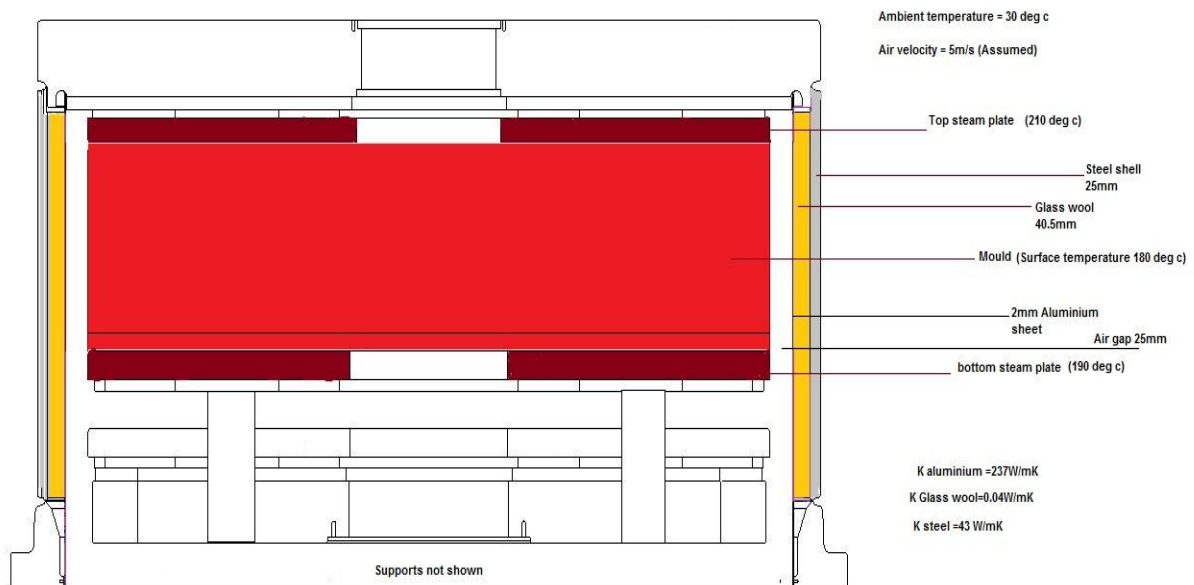 Ambient temperature = 30 deg c
Air velocity = 5m/s (Assumed)
Top steam plate (210 deg c)
Steel shell
25mm
Glass wool
40.5mm
Mould (Surface temperature 180 deg c)
2mm Aluminium
sheet
Air gap 25mm
bottom steam plate (190 deg c)
K aluminium =237W/mK
K Glass wool=0.04W/mK
K steel =43 W/mK
Supports not shown